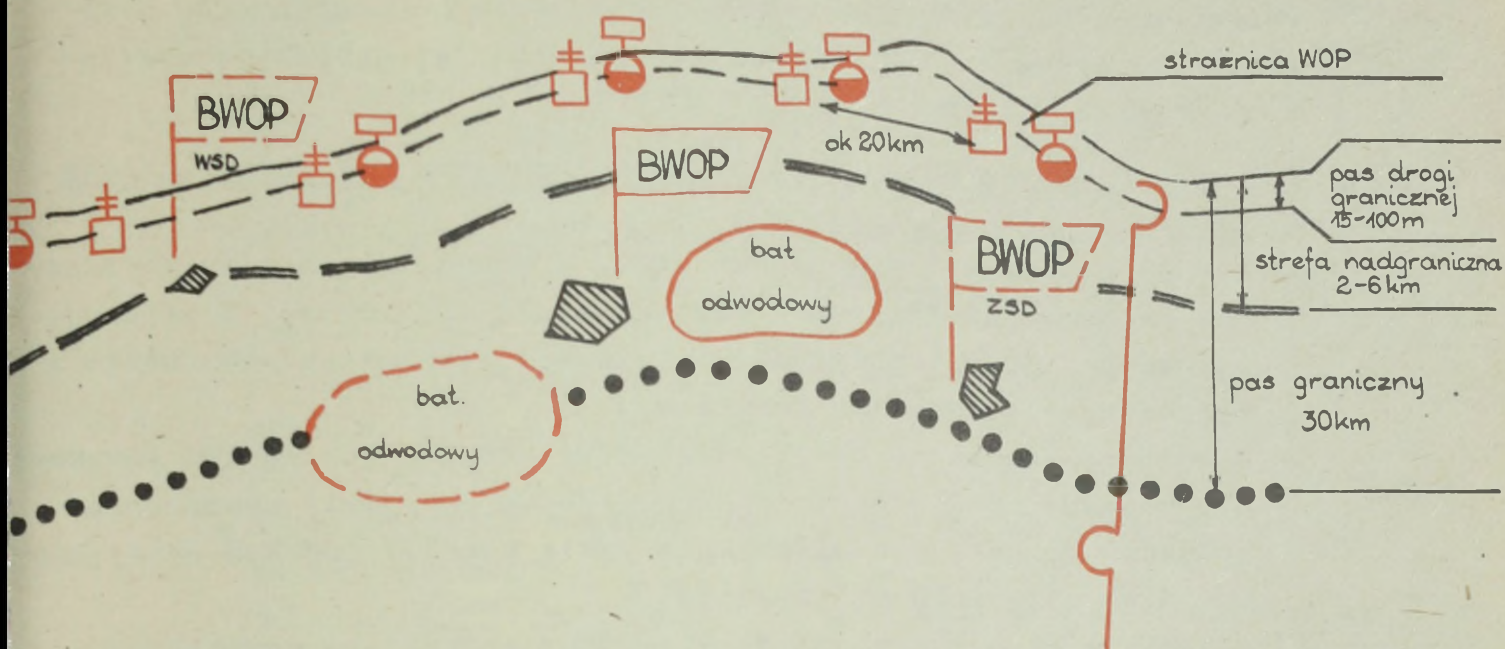 strażnica WOP
BWOP
WSD
BWOP
ok 20km
pas drogi
granicznej
15-100m
BWOP
ZSD
bat
odwodowy
strefa nadgraniczna
2-6km
pas graniczny
30km
bat.
odwodowy